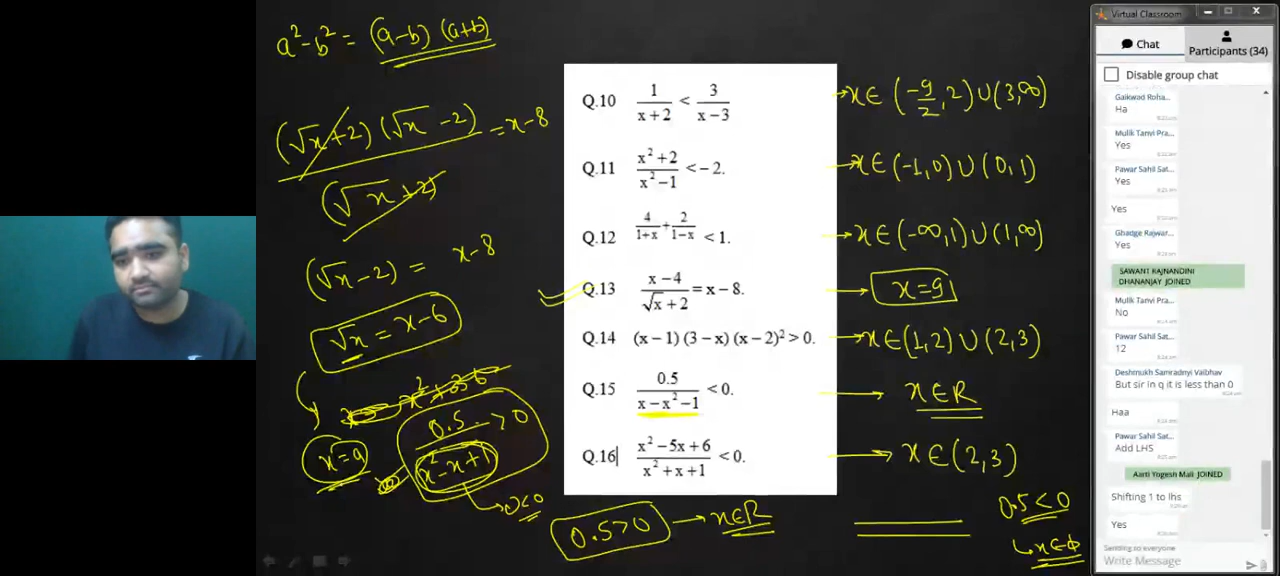 a² - b² = (a-b) (a+b)
(√x+2) (√x -2) = x-8
(√x+2)
(√x-2) = x-8
√x = x-6
x=9
0.5 > 0
x²-x+1
D<0
0.5>0 → x∈R
Q.10 1/(x+2) < 3/(x-3)
Q.11 (x²+2)/(x²-1) < -2.
Q.12 4/(1+x) + 2/(1-x) < 1.
Q.13 (x-4)/(√x+2) = x-8.
Q.14 (x-1) (3-x) (x-2)² > 0.
Q.15 0.5/(x-x²-1) < 0.
Q.16 (x²-5x+6)/(x²+x+1) < 0.
→ x∈ (-9/2, 2) ∪ (3,∞)
→ x∈ (-1,0) ∪ (0,1)
→ x∈ (-∞,1) ∪ (1,∞)
→ x=9
→ x∈(1,2) ∪ (2,3)
→ x∈R
→ x∈(2,3)
0.5<0
↳ x∈φ
Virtual Classroom
Chat
Participants (34)
Disable group chat
Gaikwad Roha...
Ha
Mulik Tanvi Pra...
Yes
Pawar Sahil Sat...
Yes
Yes
Ghadge Rajwar...
Yes
SAWANT RAJNANDINI
DHANANJAY JOINED
Mulik Tanvi Pra...
No
Pawar Sahil Sat...
12
Deshmukh Samradnyi Vaibhav
But sir in q it is less than 0
Haa
Pawar Sahil Sat...
Add LHS
Aarti Yogesh Mali JOINED
Shifting 1 to lhs
Yes
Sending to everyone
Write Message